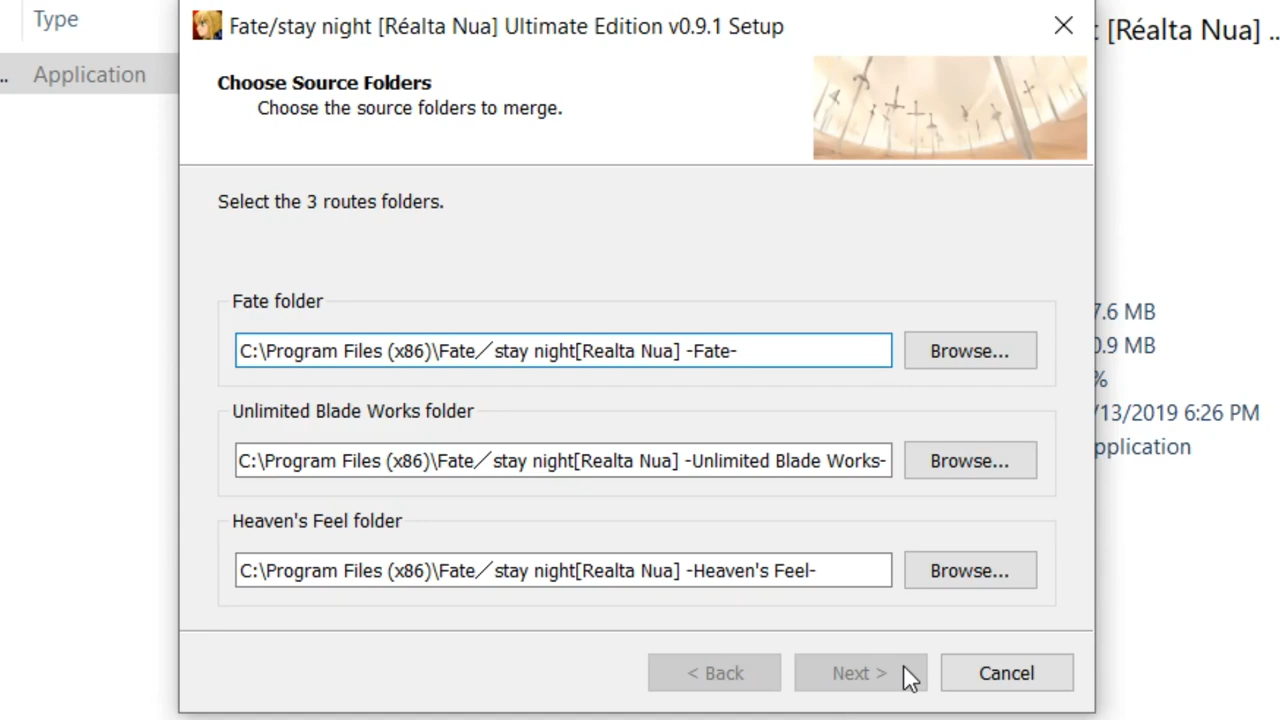 Type
.. Application
Fate/stay night [Réalta Nua] Ultimate Edition v0.9.1 Setup
[Réalta Nua] ..
Choose Source Folders
Choose the source folders to merge.
Select the 3 routes folders.
Fate folder
C:\Program Files (x86)\Fate／stay night[Realta Nua] -Fate-
Browse...
7.6 MB
0.9 MB
%
/13/2019 6:26 PM
pplication
Unlimited Blade Works folder
C:\Program Files (x86)\Fate／stay night[Realta Nua] -Unlimited Blade Works-
Browse...
Heaven's Feel folder
C:\Program Files (x86)\Fate／stay night[Realta Nua] -Heaven's Feel-
Browse...
< Back
Next >
Cancel